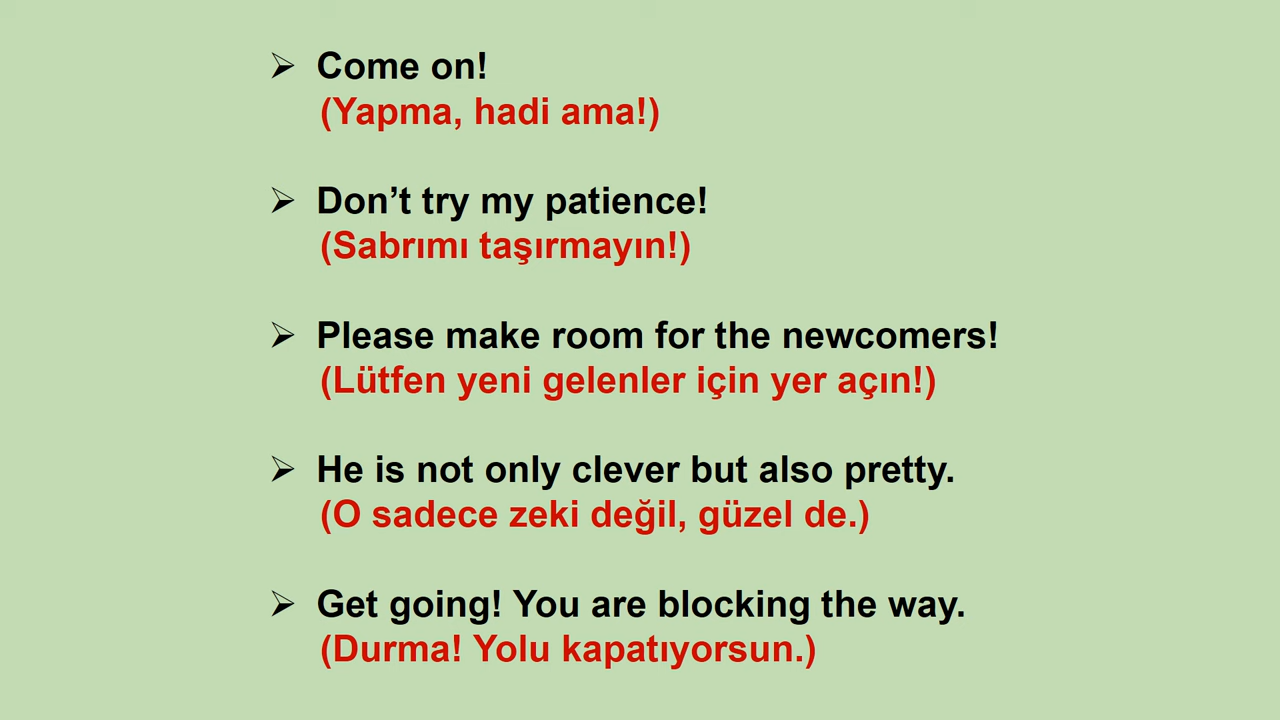 ➢ Come on!
(Yapma, hadi ama!)
➢ Don’t try my patience!
(Sabrımı taşırmayın!)
➢ Please make room for the newcomers!
(Lütfen yeni gelenler için yer açın!)
➢ He is not only clever but also pretty.
(O sadece zeki değil, güzel de.)
➢ Get going! You are blocking the way.
(Durma! Yolu kapatıyorsun.)